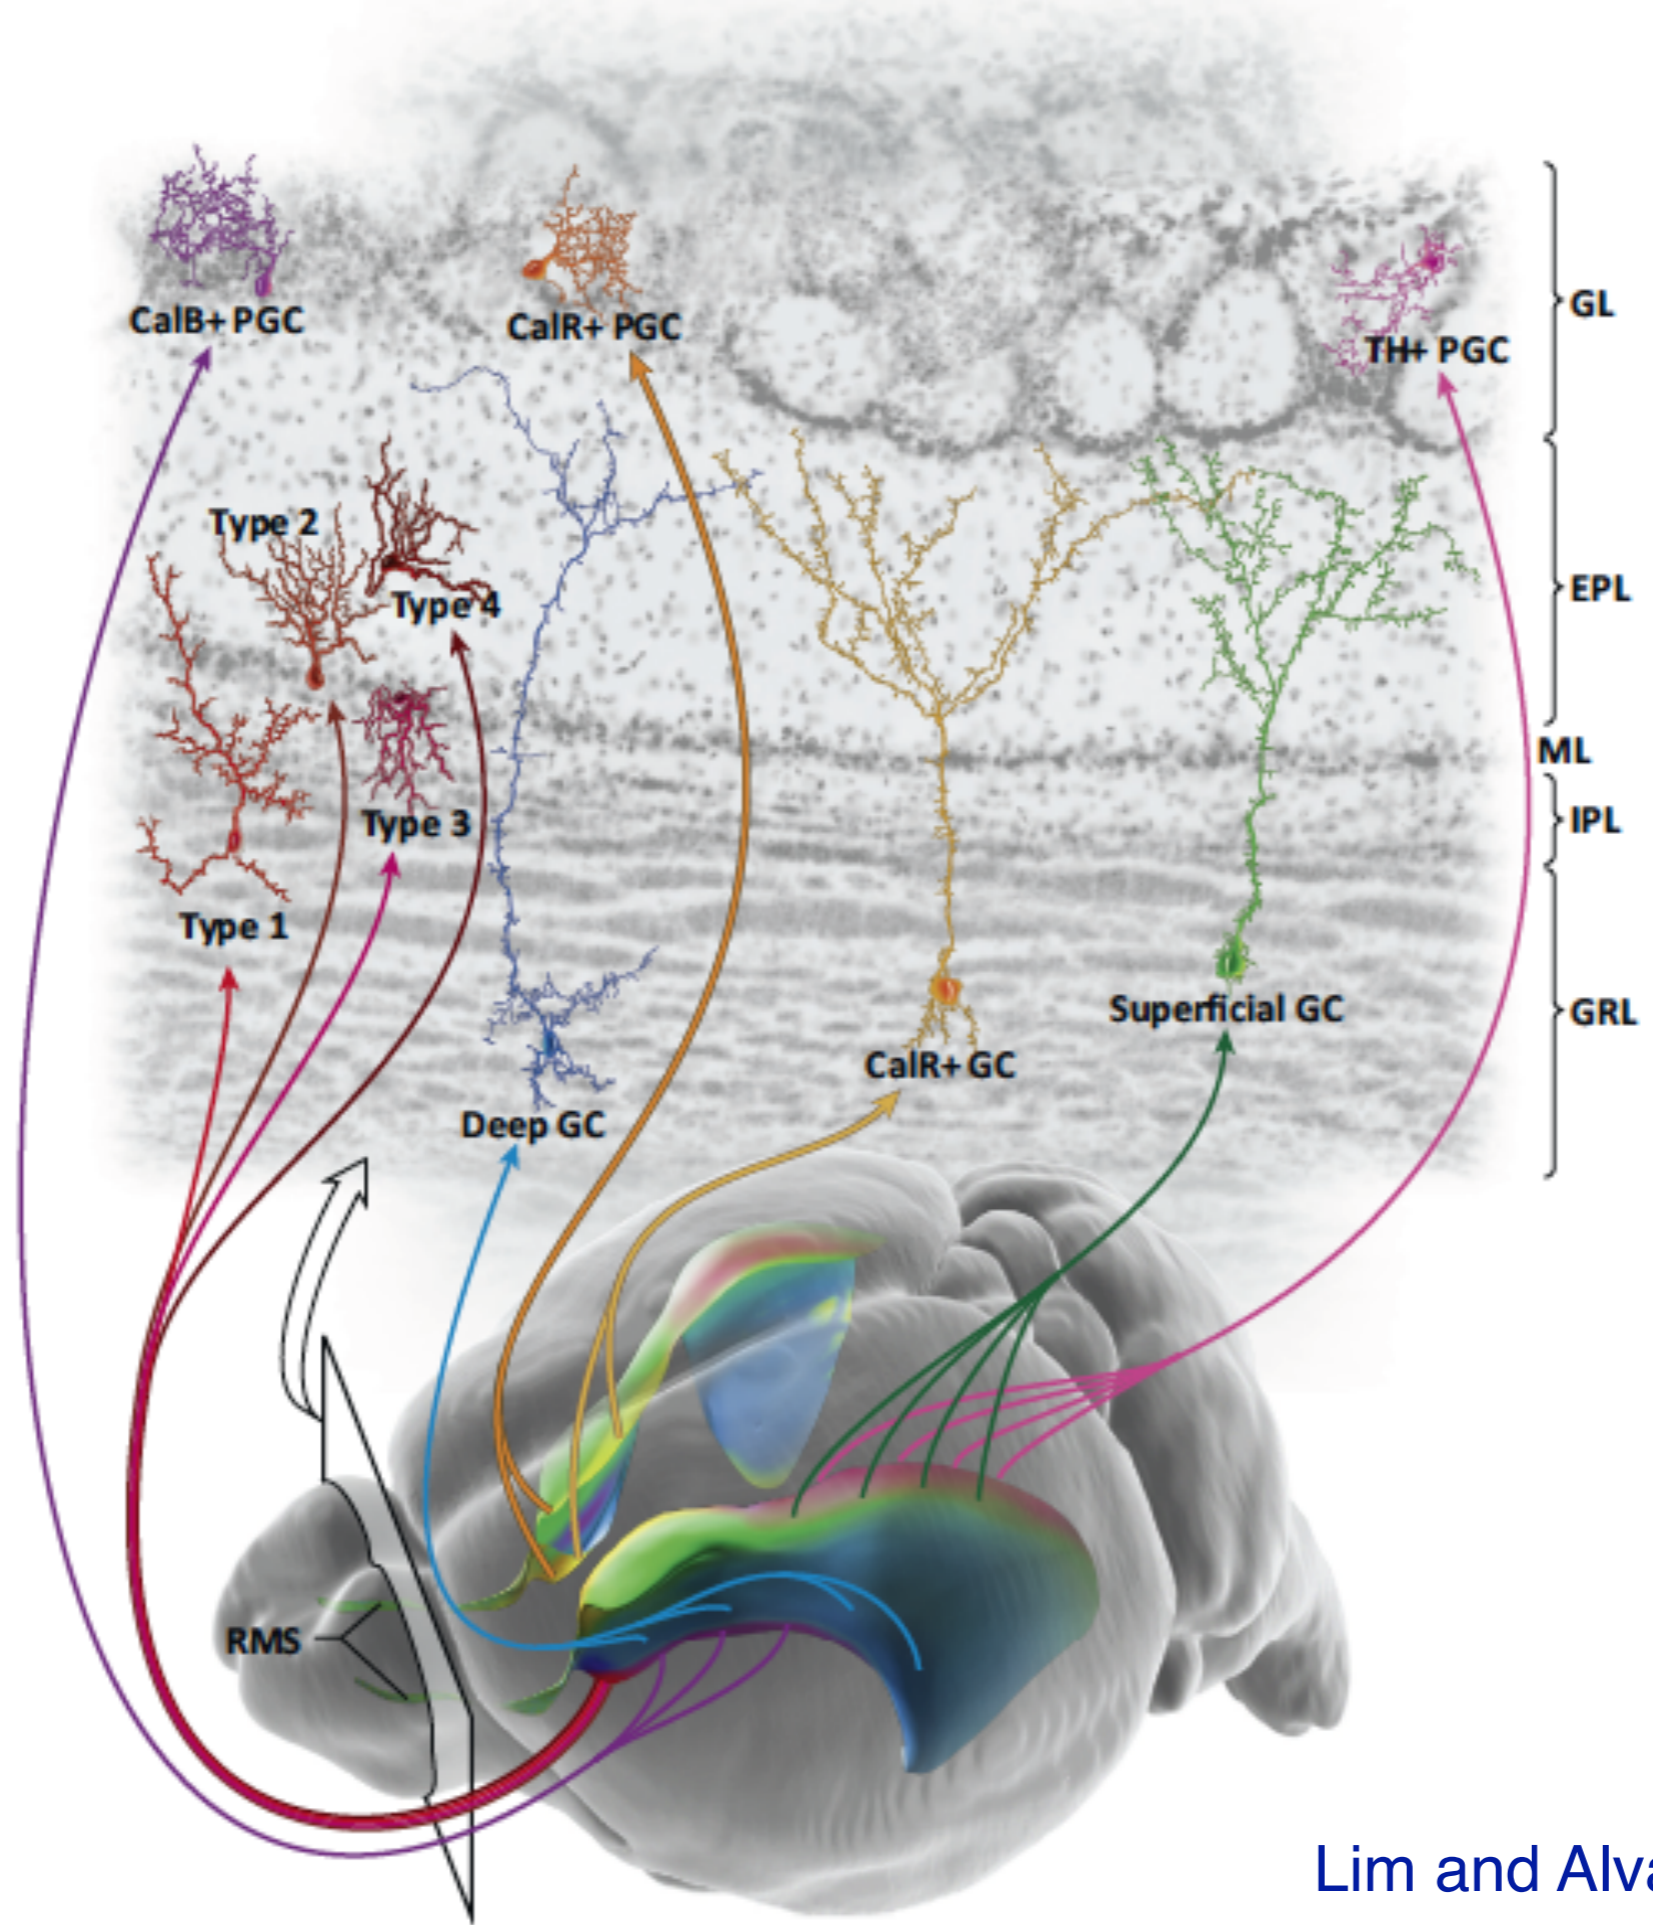 CalB+ PGC
CalR+ PGC
GL
TH+ PGC
Type 2
Type 4
EPL
ML
Type 3
IPL
Type 1
Superficial GC
GRL
CalR+ GC
Deep GC
RMS
Lim and Alva